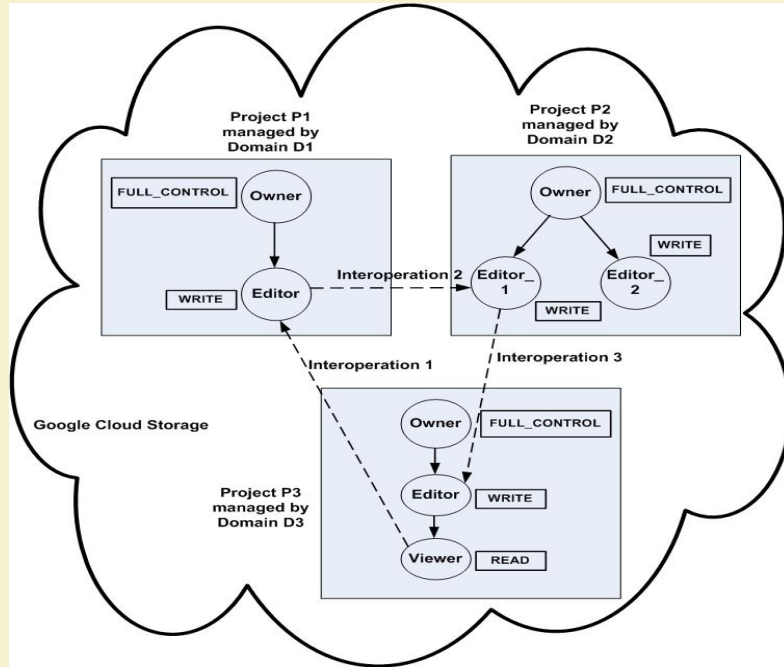 Project P1
managed by
Domain D1
FULL_CONTROL
Owner
WRITE
Editor
Project P2
managed by
Domain D2
Owner
FULL_CONTROL
WRITE
Editor_
1
Editor_
2
WRITE
Interoperation 2
Interoperation 1
Interoperation 3
Google Cloud Storage
Project P3
managed by
Domain D3
Owner
FULL_CONTROL
Editor
WRITE
Viewer
READ